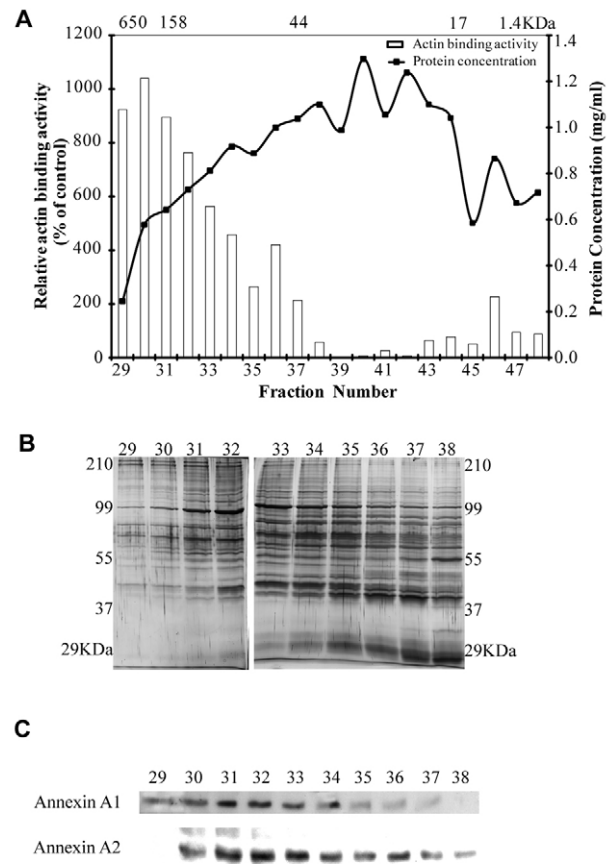 A
650 158 44 17 1.4KDa
Actin binding activity
Protein concentration
Relative actin binding activity
(% of control)
1200
1000
800
600
400
200
0
1.4
1.2
1.0
0.8
0.6
0.4
0.2
0.0
Protein Concentration (mg/ml)
29 31 33 35 37 39 41 43 45 47
Fraction Number
B
29 30 31 32 33 34 35 36 37 38
210 210
99 99
55 55
37 37
29KDa 29KDa
C
29 30 31 32 33 34 35 36 37 38
Annexin A1
Annexin A2